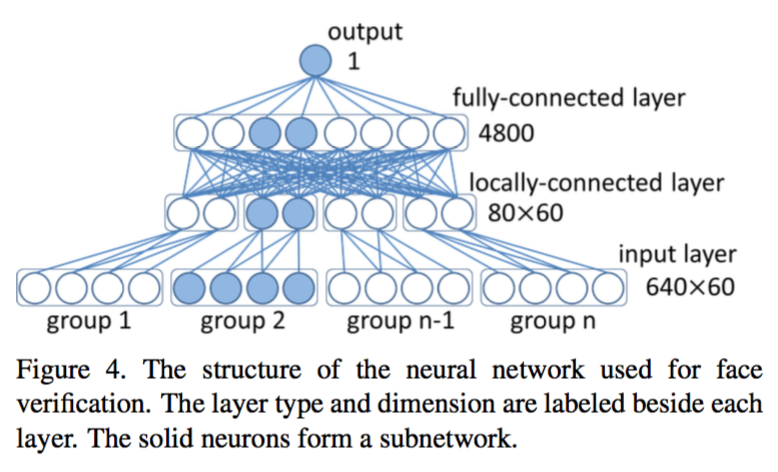 output
1
fully-connected layer
4800
locally-connected layer
80×60
input layer
640×60
group 1 group 2 group n-1 group n
Figure 4. The structure of the neural network used for face
verification. The layer type and dimension are labeled beside each
layer. The solid neurons form a subnetwork.